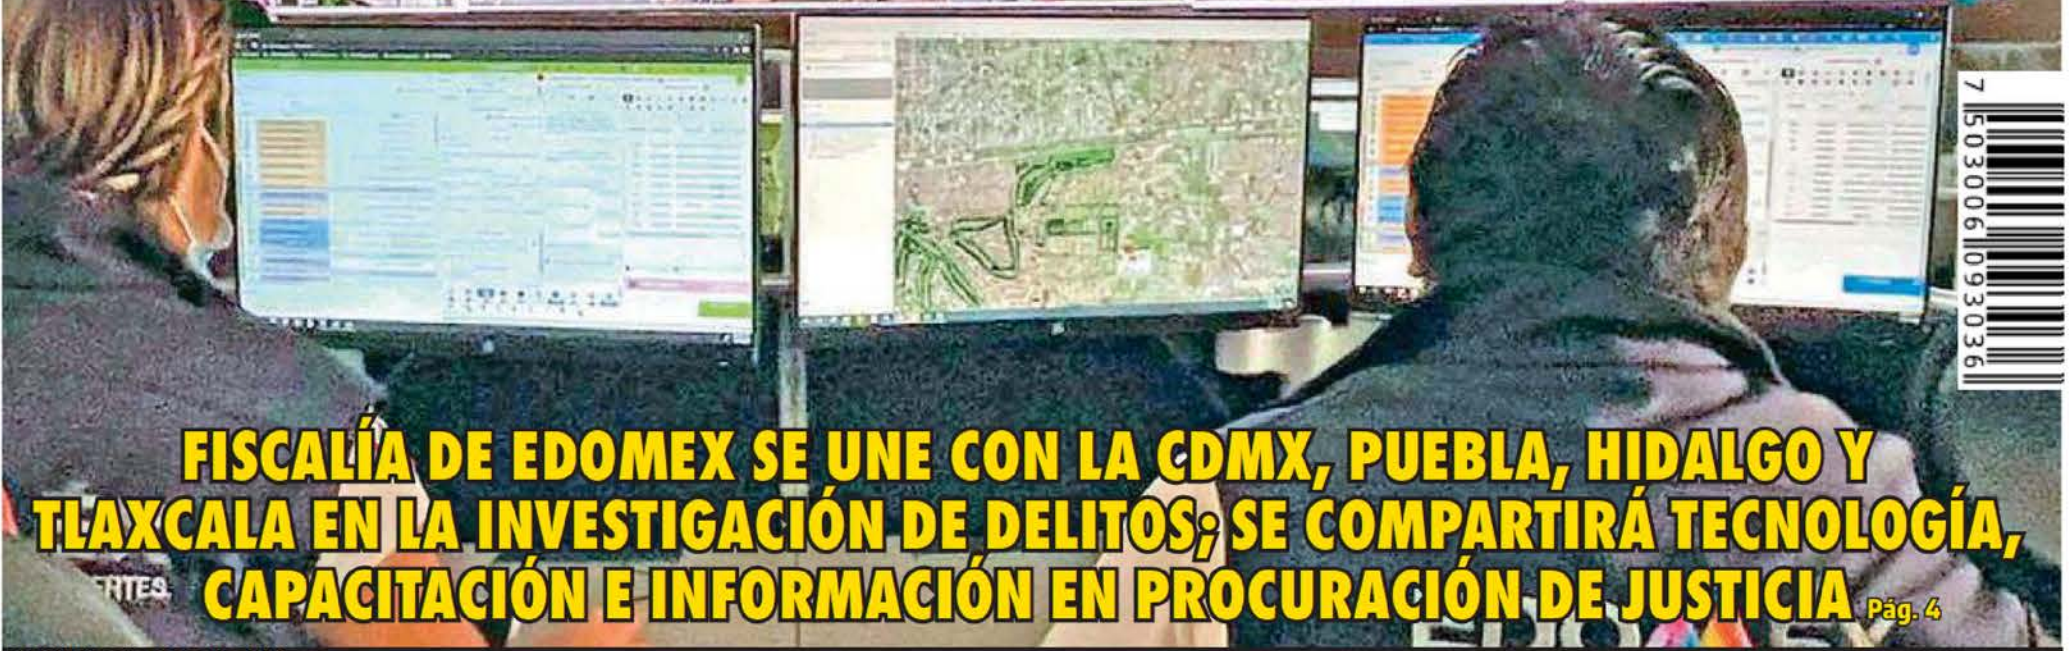 FISCALÍA DE EDOMEX SE UNE CON LA CDMX, PUEBLA, HIDALGO Y
TLAXCALA EN LA INVESTIGACIÓN DE DELITOS; SE COMPARTIRÁ TECNOLOGÍA,
CAPACITACIÓN E INFORMACIÓN EN PROCURACIÓN DE JUSTICIA Pág. 4
7 503006 093036